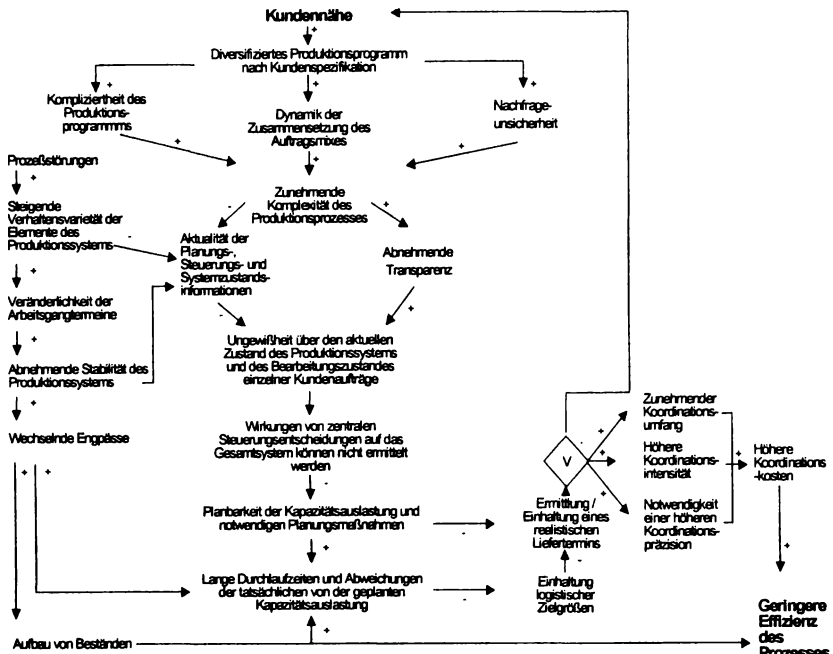 Kundennähe
Diversifiziertes Produktionsprogramm
nach Kundenspezifikation
Kompliziertheit des
Produktions-
programmms
Dynamik der
Zusammensetzung des
Auftragsmixes
Nachfrage-
unsicherheit
Prozeßstörungen
Steigende
Verhaltensvarietät der
Elemente des
Produktionssystems
Zunehmende
Komplexität des
Produktionsprozesses
Aktualität der
Planungs-,
Steuerungs- und
Systemzustands-
informationen
Abnehmende
Transparenz
Veränderlichkeit der
Arbeitsgangtermeine
Ungewißheit über den aktuellen
Zustand des Produktionssystems
und des Bearbeitungszustandes
einzelner Kundenaufträge
Abnehmende Stabilität des
Produktionssystems
Wechselnde Engpässe
Wirkungen von zentralen
Steuerungsentscheidungen auf das
Gesamtsystem können nicht ermittelt
werden
Planbarkeit der Kapazitätsauslastung und
notwendigen Planungsmaßnehmen
Lange Durchlaufzeiten und Abweichungen
der tatsächlichen von der geplanten
Kapazitätsauslastung
Aufbau von Beständen
V
Ermittlung /
Einhaltung eines
realistischen
Liefertermins
Einhaltung
logistischer
Zielgrößen
Zunehmender
Koordinations-
umfang
Höhere
Koordinations-
intensität
Notwendigkeit
einer höheren
Koordinations-
präzision
Höhere
Koordinations
-kosten
Geringere
Effizienz
des
Prozesses